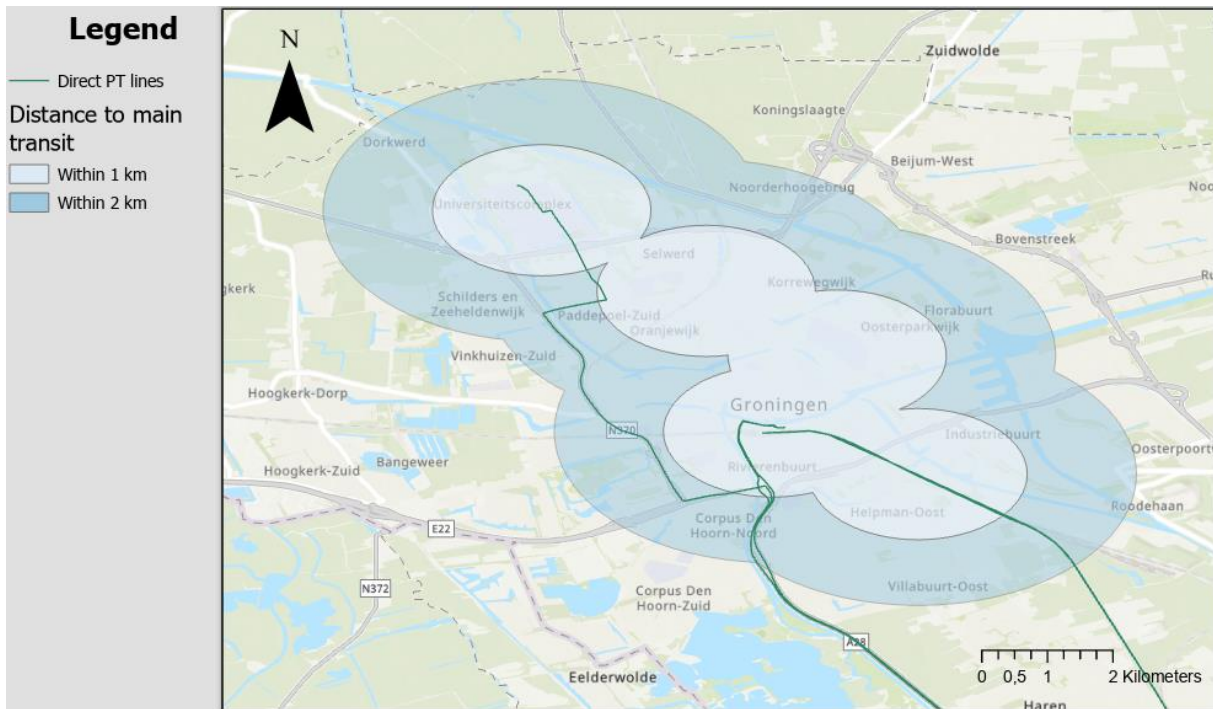 Legend
Direct PT lines
Distance to main
transit
Within 1 km
Within 2 km
N
Zuidwolde
Koningslaagte
Dorkwerd
Beijum-West
Noorderhoogebrug
Universiteitscomplex
Bovenstreek
Selwerd
Korrewegwijk
gkerk
Schilders en
Zeeheldenwijk
Florabuurt
Paddepoel-Zuid
Oranjewijk
Oosterparkwijk
Vinkhuizen-Zuid
Hoogkerk-Dorp
Groningen
N370
Industriebuurt
Oosterpoortw
Bangeweer
Hoogkerk-Zuid
Rivierenbuurt
Roodehaan
Helpman-Oost
E22
Corpus Den
Hoorn-Noord
N372
Villabuurt-Oost
Corpus Den
Hoorn-Zuid
A28
Eelderwolde
0 0,5 1 2 Kilometers
Haren